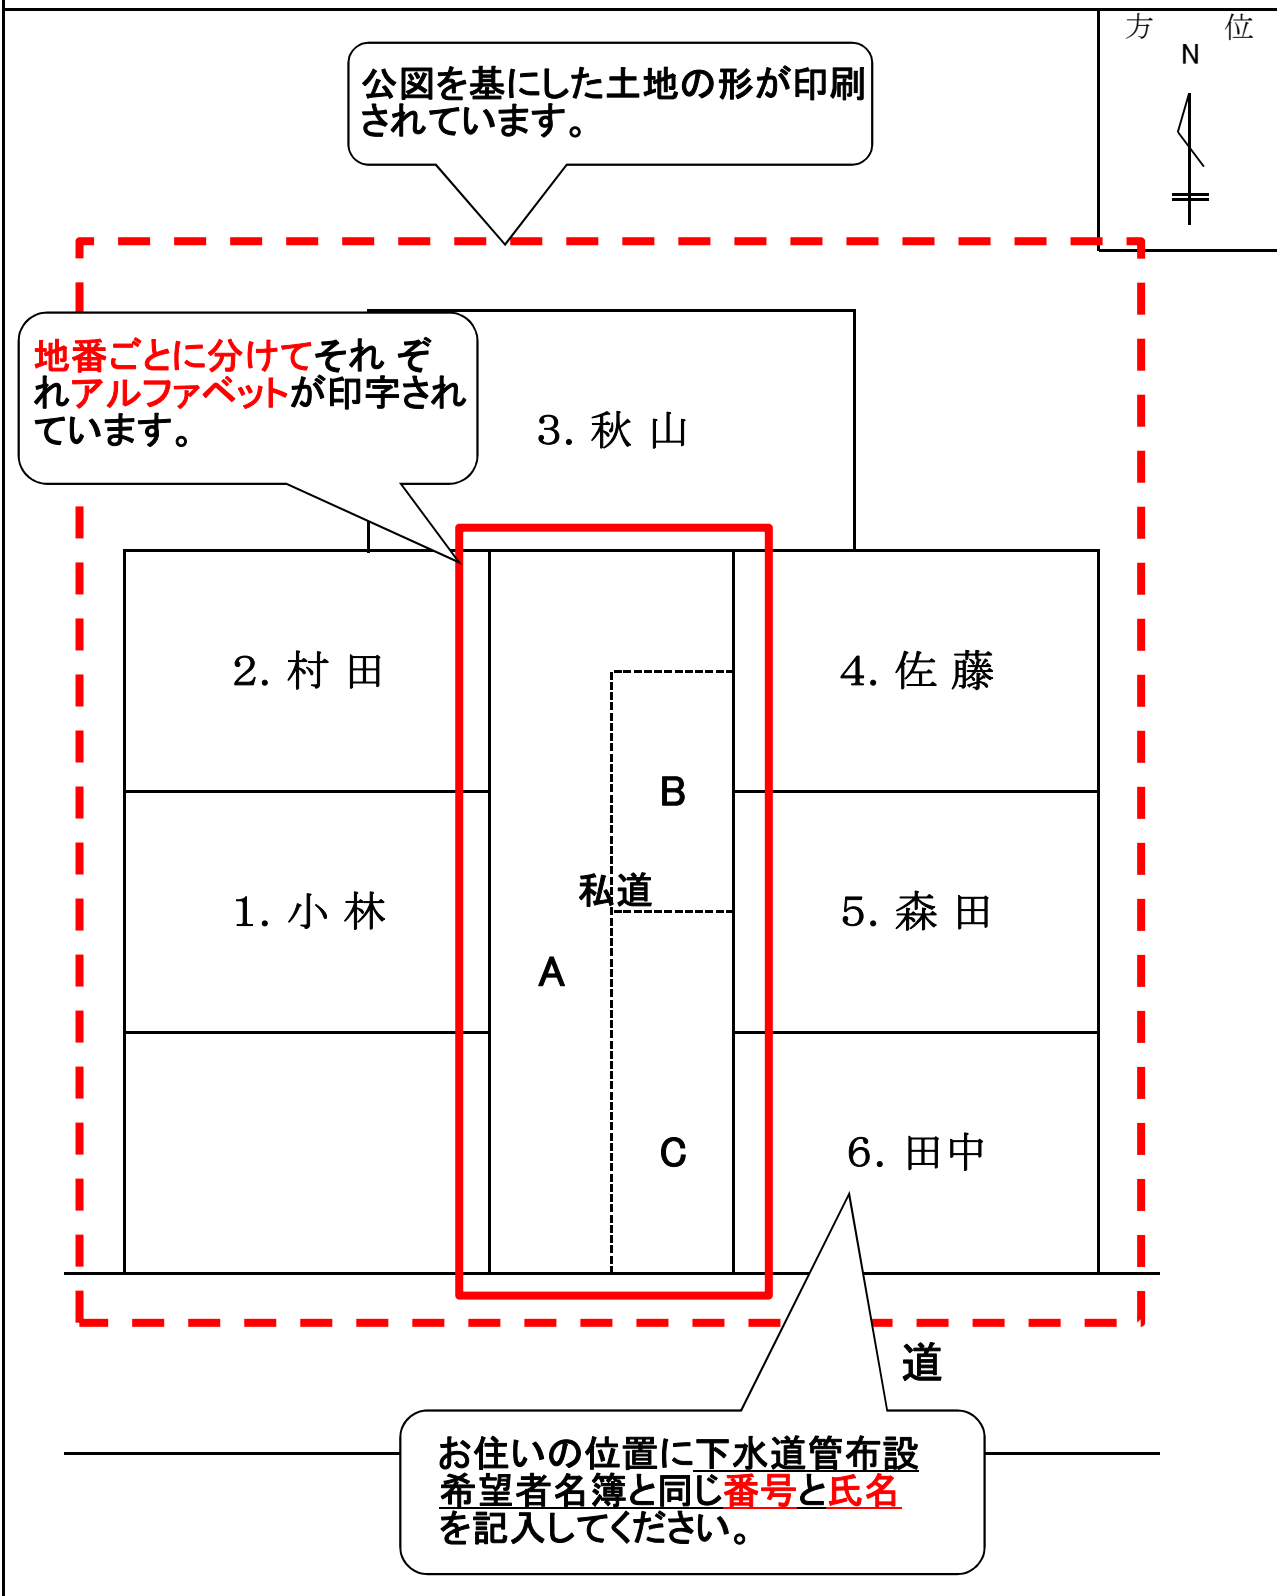 方 位
N
公図を基にした土地の形が印刷
されています。
地番ごとに分けてそれ ぞ
れアルファベットが印字され
ています。
3. 秋 山
2. 村 田
4. 佐 藤
B
私道
1. 小 林
5. 森 田
A
C
6. 田中
道
お住いの位置に下水道管布設
希望者名簿と同じ番号と氏名
を記入してください。